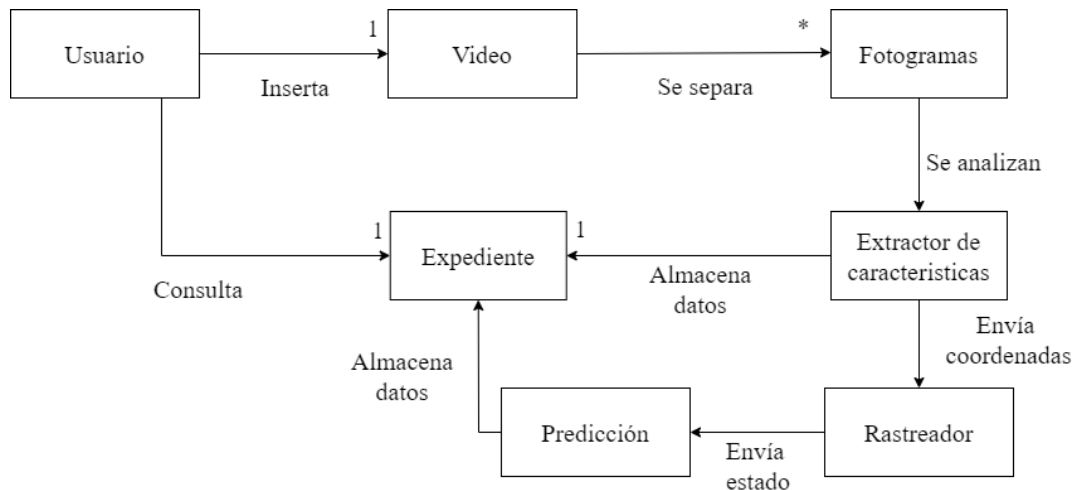 Usuario
1
Inserta
Video
*
Se separa
Fotogramas
Se analizan
1
Consulta
Expediente
1
Almacena
datos
Extractor de
caracteristicas
Envía
coordenadas
Almacena
datos
Predicción
Envía
estado
Rastreador